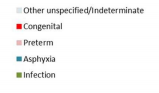 Other unspecified/Indeterminate
Congenital
Preterm
Asphyxia
Infection